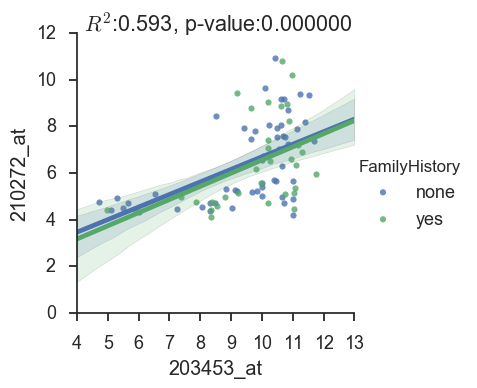 R²:0.593, p-value:0.000000
12
10
8
6
4
2
0
210272_at
4 5 6 7 8 9 10 11 12 13
203453_at
FamilyHistory
none
yes